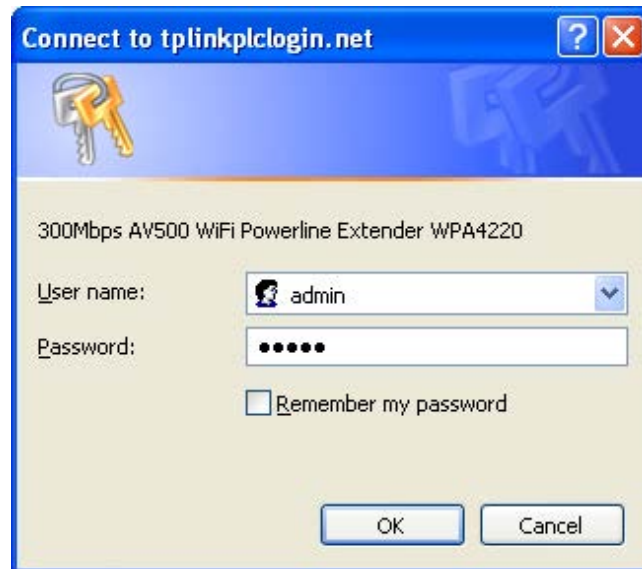 Connect to tplinkplclogin.net
300Mbps AV500 WiFi Powerline Extender WPA4220
User name: admin
Password: •••••
Remember my password
OK Cancel